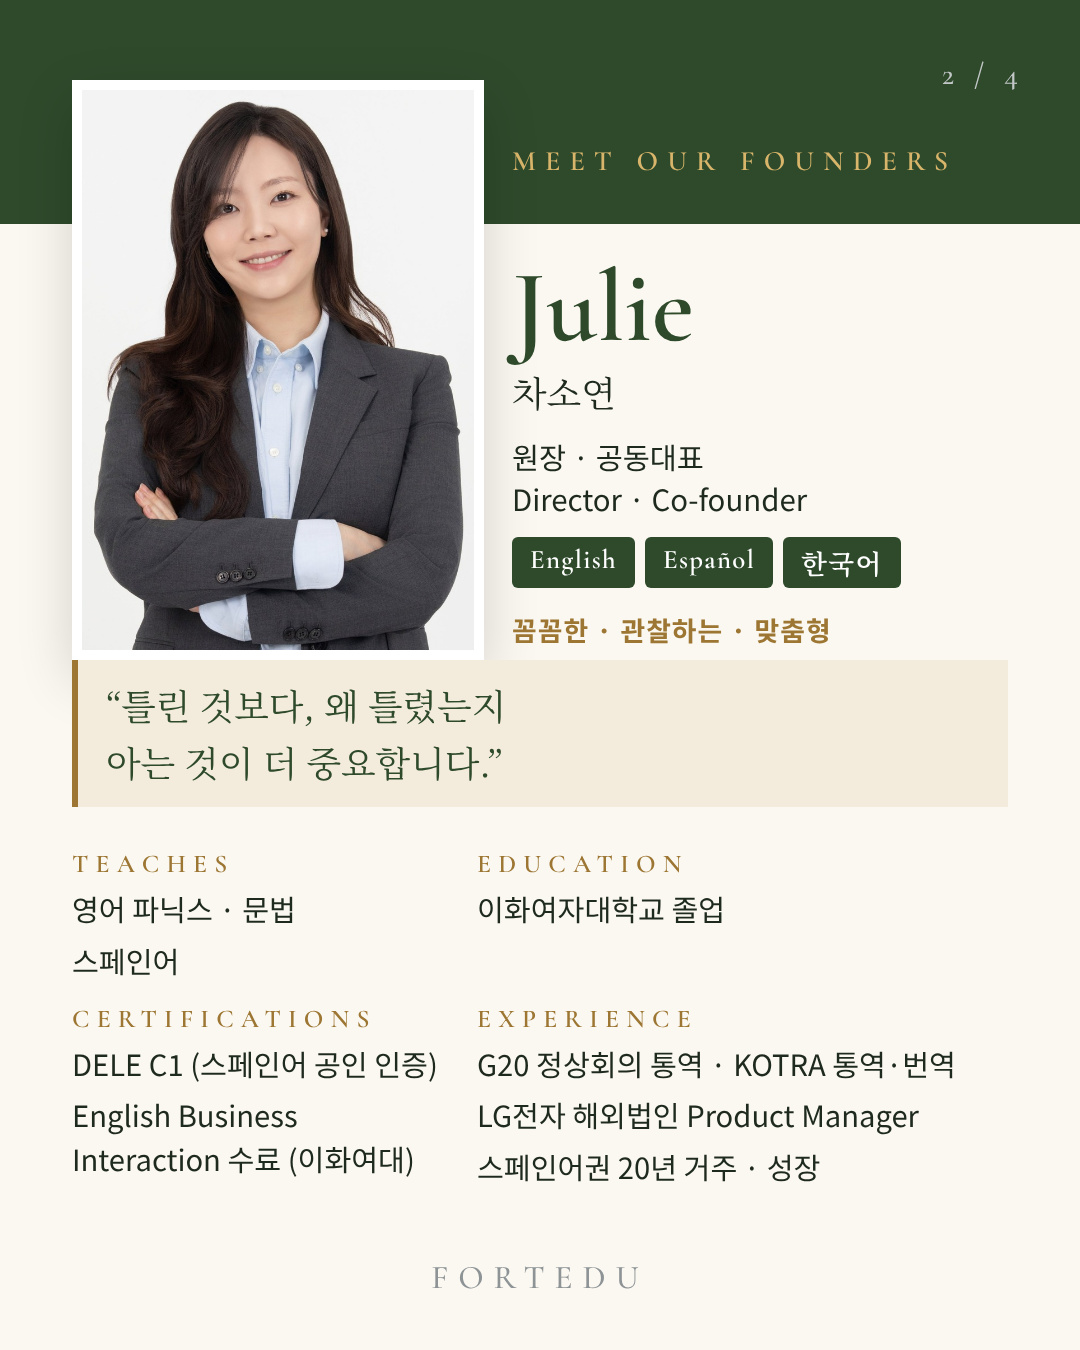 2 / 4
MEET OUR FOUNDERS
Julie
차소연
원장 · 공동대표
Director · Co-founder
English Español 한국어
꼼꼼한 · 관찰하는 · 맞춤형
“틀린 것보다, 왜 틀렸는지
아는 것이 더 중요합니다.”
TEACHES
영어 파닉스 · 문법
스페인어
EDUCATION
이화여자대학교 졸업
CERTIFICATIONS
DELE C1 (스페인어 공인 인증)
English Business
Interaction 수료 (이화여대)
EXPERIENCE
G20 정상회의 통역 · KOTRA 통역·번역
LG전자 해외법인 Product Manager
스페인어권 20년 거주 · 성장
FORTEDU